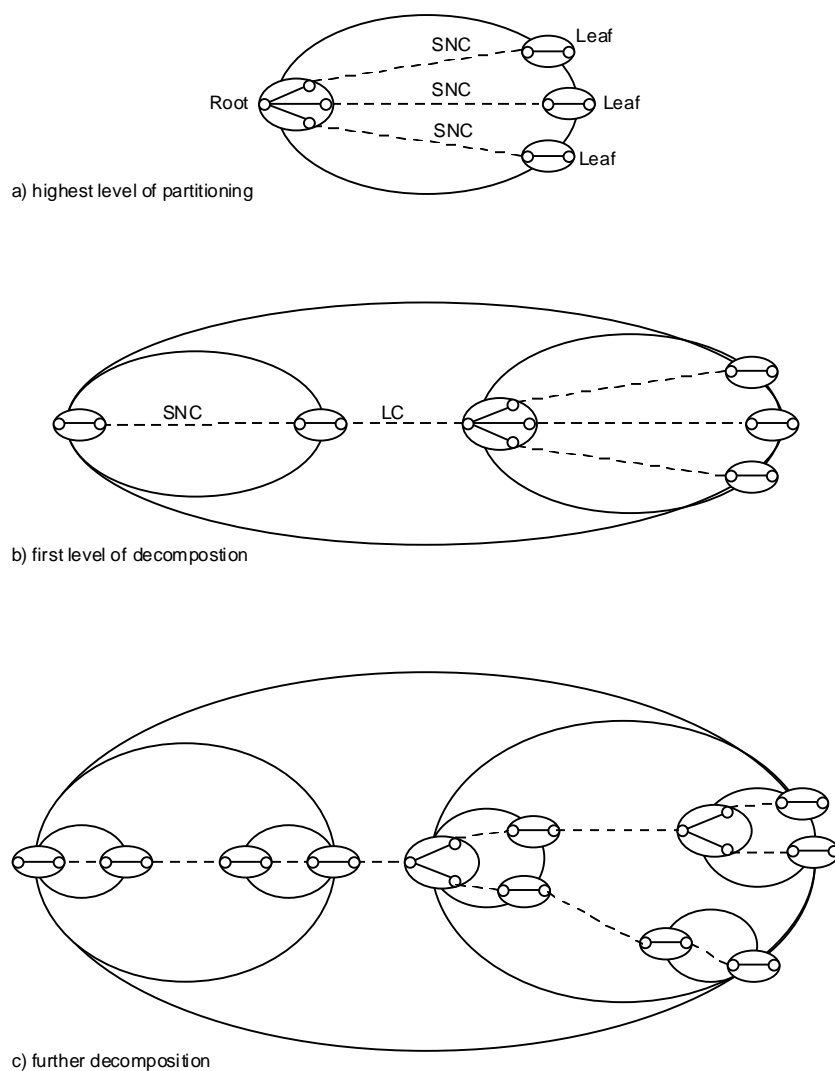 SNC
Leaf
Root
SNC
Leaf
SNC
Leaf
a) highest level of partitioning
SNC
LC
b) first level of decompostion
c) further decomposition